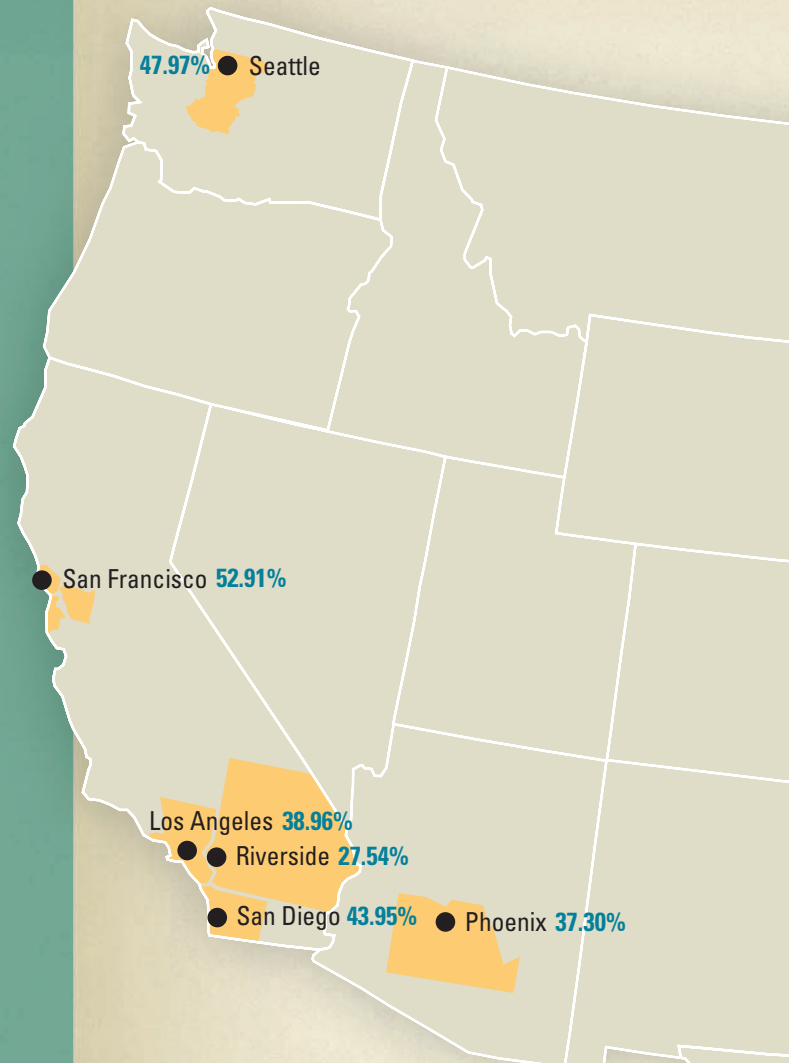 47.97% Seattle
San Francisco 52.91%
Los Angeles 38.96%
Riverside 27.54%
San Diego 43.95%
Phoenix 37.30%